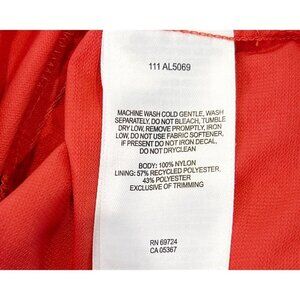 111 AL5069
MACHINE WASH COLD GENTLE, WASH
SEPARATELY, DO NOT BLEACH, TUMBLE
DRY LOW, REMOVE PROMPTLY, IRON
LOW, DO NOT USE FABRIC SOFTENER,
IF PRESENT DO NOT IRON DECAL,
DO NOT DRYCLEAN
BODY: 100% NYLON
LINING: 57% RECYCLED POLYESTER,
43% POLYESTER
EXCLUSIVE OF TRIMMING
RN 69724
CA 05367